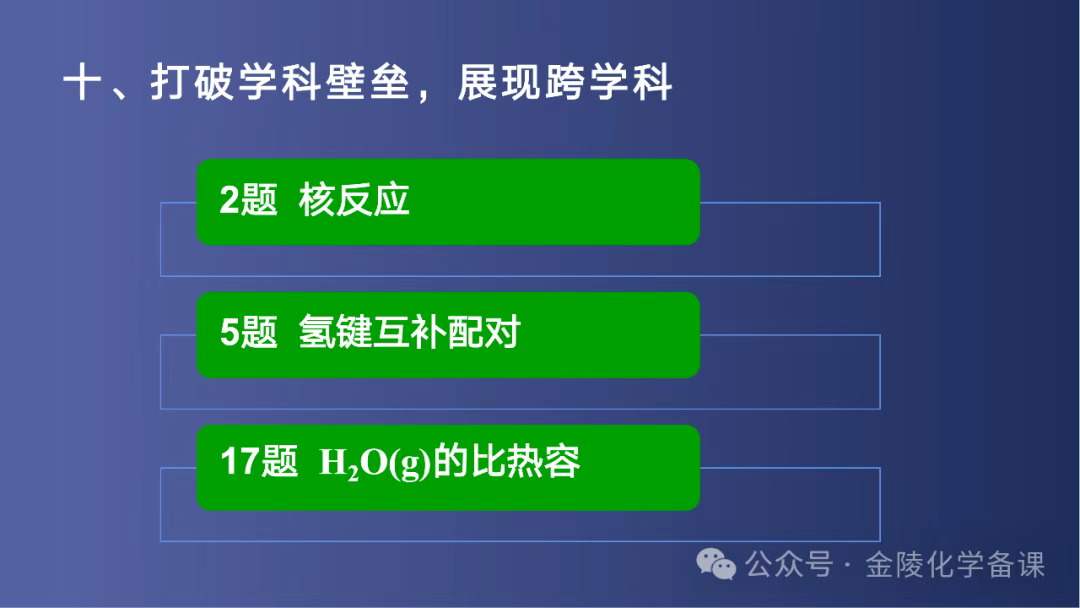 十、打破学科壁垒，展现跨学科
2题 核反应
5题 氢键互补配对
17题 H₂O(g)的比热容
公众号· 金陵化学备课